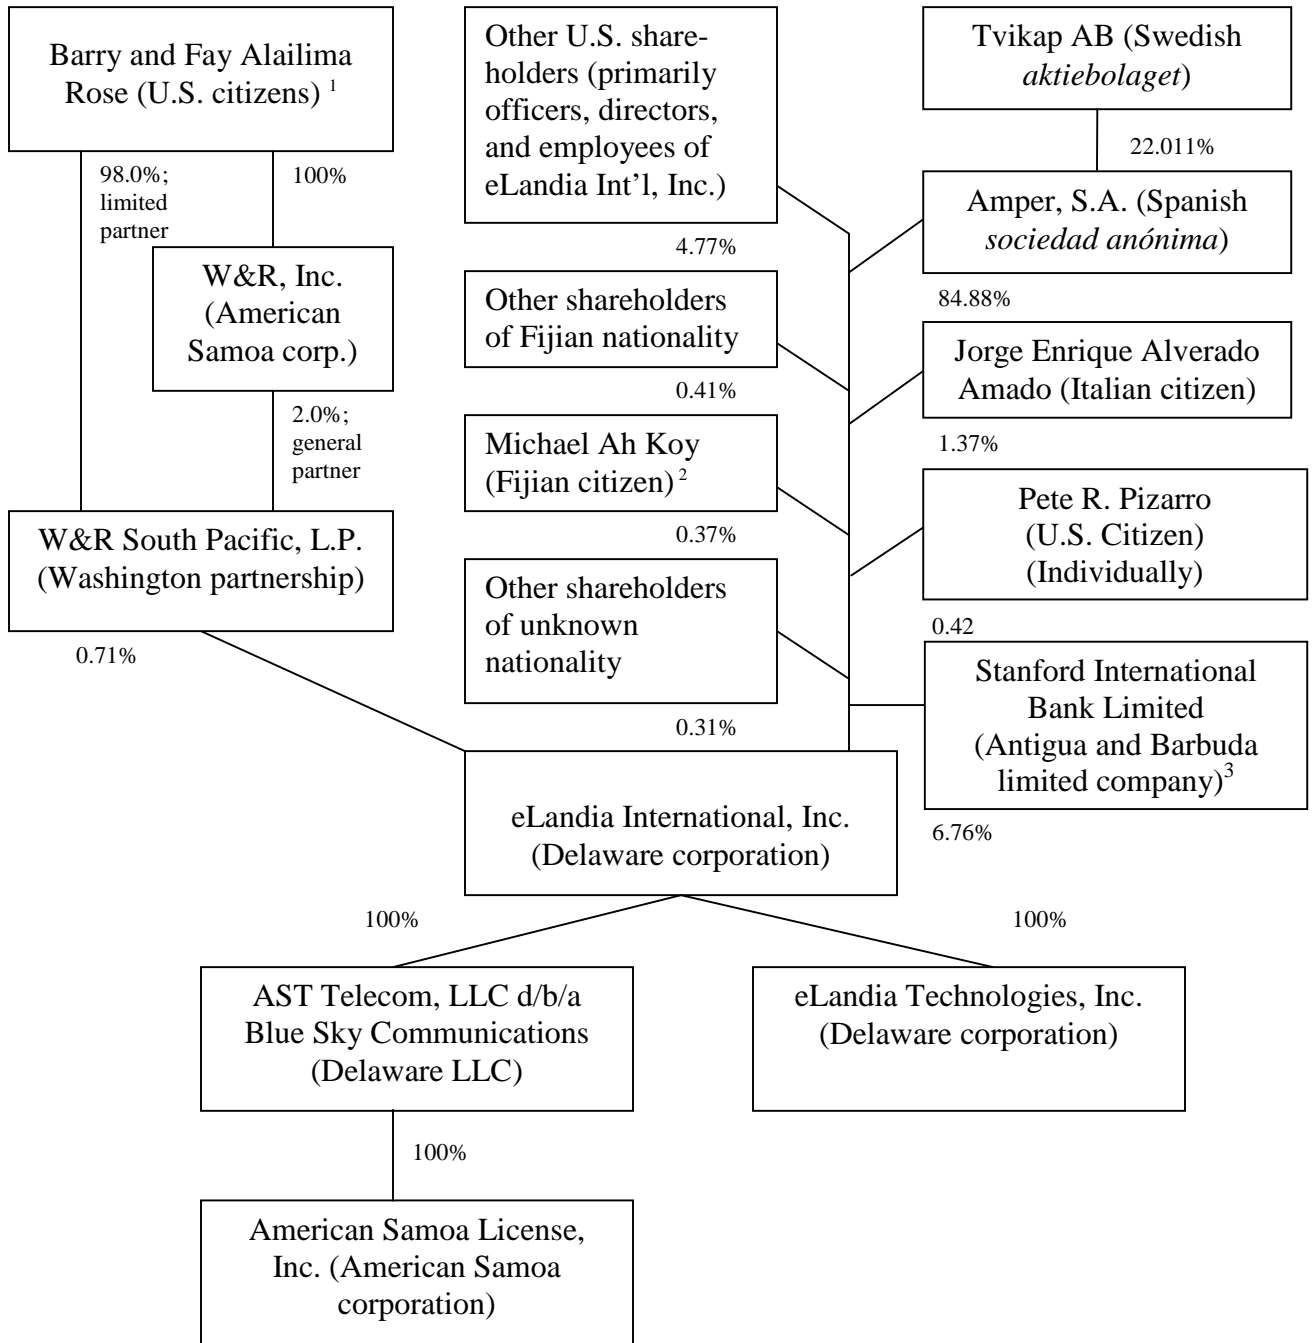 Barry and Fay Alailima
Rose (U.S. citizens) 1
98.0%;
limited
partner
100%
W&R, Inc.
(American
Samoa corp.)
2.0%;
general
partner
W&R South Pacific, L.P.
(Washington partnership)
0.71%
Other U.S. share-
holders (primarily
officers, directors,
and employees of
eLandia Int’l, Inc.)
4.77%
Other shareholders
of Fijian nationality
0.41%
Michael Ah Koy
(Fijian citizen) 2
0.37%
Other shareholders
of unknown
nationality
0.31%
Tvikap AB (Swedish
aktiebolaget)
22.011%
Amper, S.A. (Spanish
sociedad anónima)
84.88%
Jorge Enrique Alverado
Amado (Italian citizen)
1.37%
Pete R. Pizarro
(U.S. Citizen)
(Individually)
0.42
Stanford International
Bank Limited
(Antigua and Barbuda
limited company)3
6.76%
eLandia International, Inc.
(Delaware corporation)
100%
100%
AST Telecom, LLC d/b/a
Blue Sky Communications
(Delaware LLC)
eLandia Technologies, Inc.
(Delaware corporation)
100%
American Samoa License,
Inc. (American Samoa
corporation)